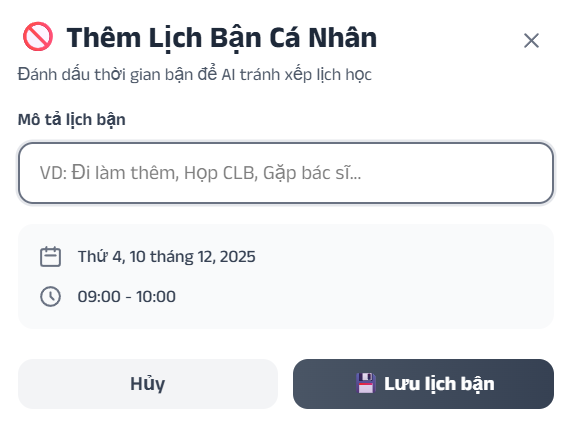 Thêm Lịch Bận Cá Nhân
Đánh dấu thời gian bận để AI tránh xếp lịch học
Mô tả lịch bận
VD: Đi làm thêm, Họp CLB, Gặp bác sĩ...
Thứ 4, 10 tháng 12, 2025
09:00 - 10:00
Hủy
Lưu lịch bận